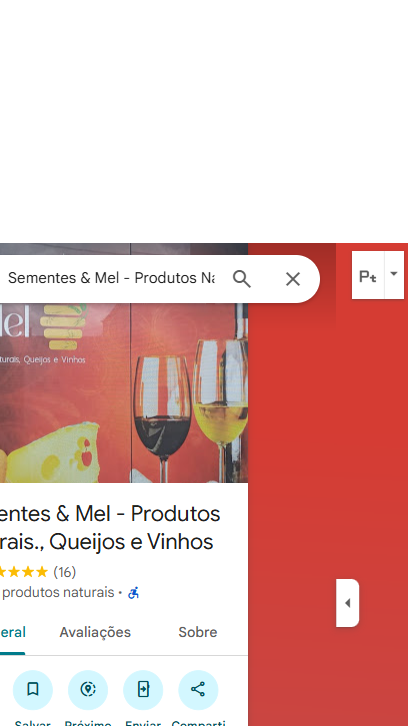 Sementes & Mel - Produtos Na
Pt
el
turais, Queijos e Vinhos
entes & Mel - Produtos
rais., Queijos e Vinhos
(16)
produtos naturais ·
eral
Avaliações
Sobre
Salvar
Próximo
Enviar
Comparti